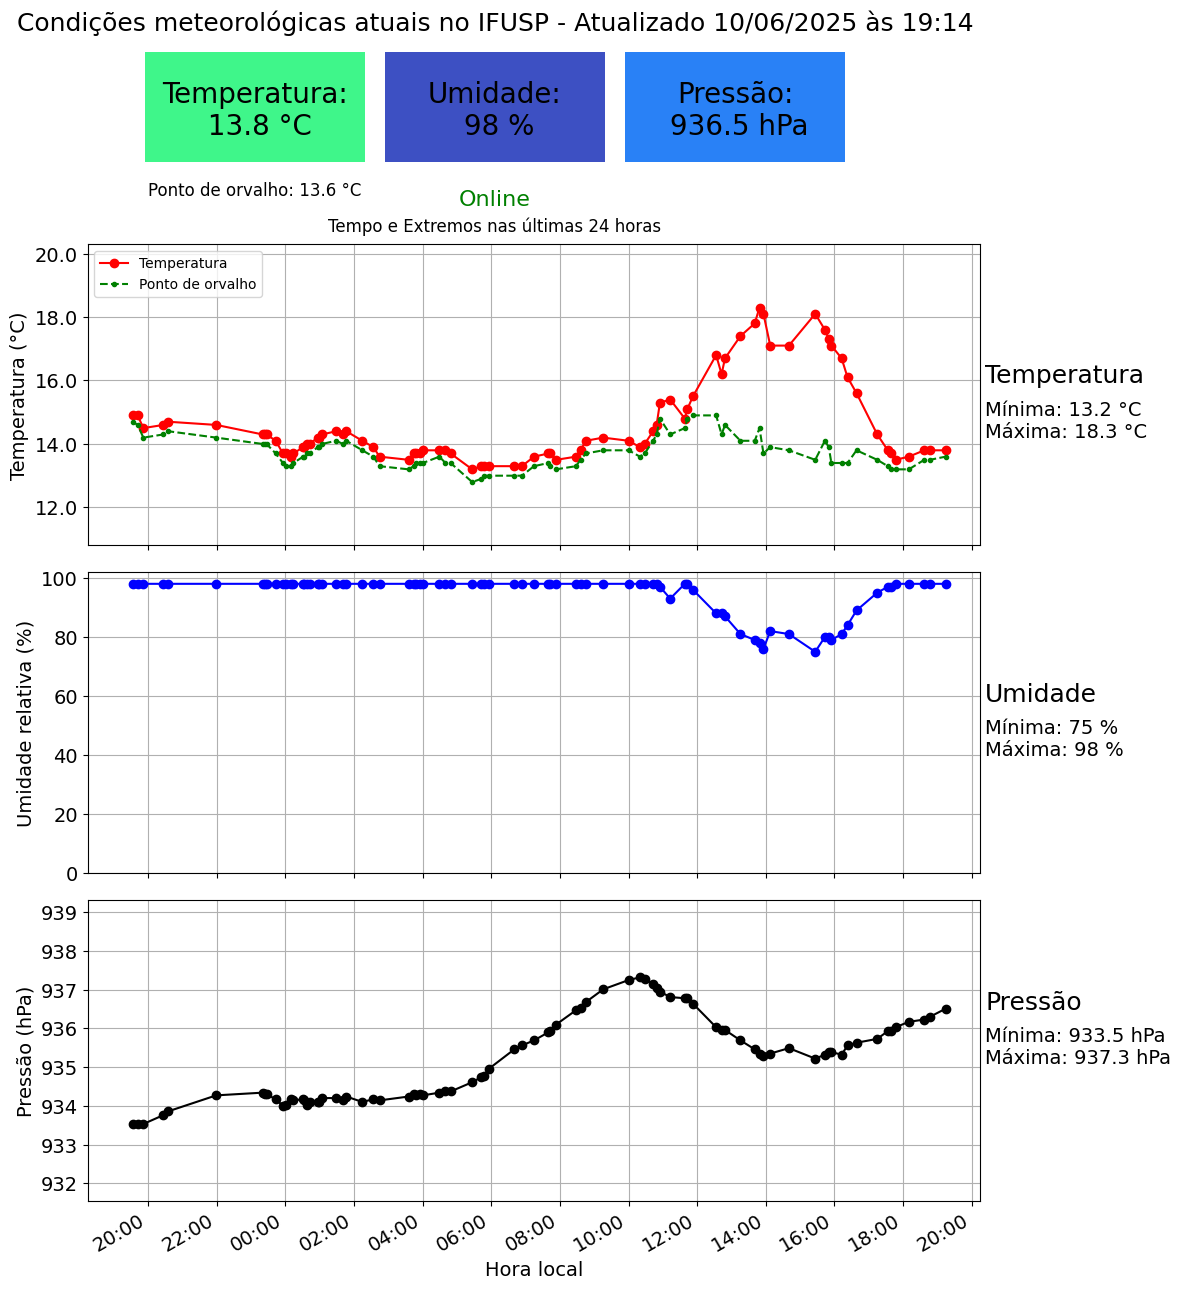 Condições meteorológicas atuais no IFUSP - Atualizado 10/06/2025 às 19:14
Temperatura:
13.8 °C
Umidade:
98 %
Pressão:
936.5 hPa
Ponto de orvalho: 13.6 °C
Online
Tempo e Extremos nas últimas 24 horas
Temperatura (°C)
20.0
18.0
16.0
14.0
12.0
Temperatura
Ponto de orvalho
Temperatura
Mínima: 13.2 °C
Máxima: 18.3 °C
Umidade relativa (%)
100
80
60
40
20
0
Umidade
Mínima: 75 %
Máxima: 98 %
Pressão (hPa)
939
938
937
936
935
934
933
932
Pressão
Mínima: 933.5 hPa
Máxima: 937.3 hPa
20:00 22:00 00:00 02:00 04:00 06:00 08:00 10:00 12:00 14:00 16:00 18:00 20:00
Hora local